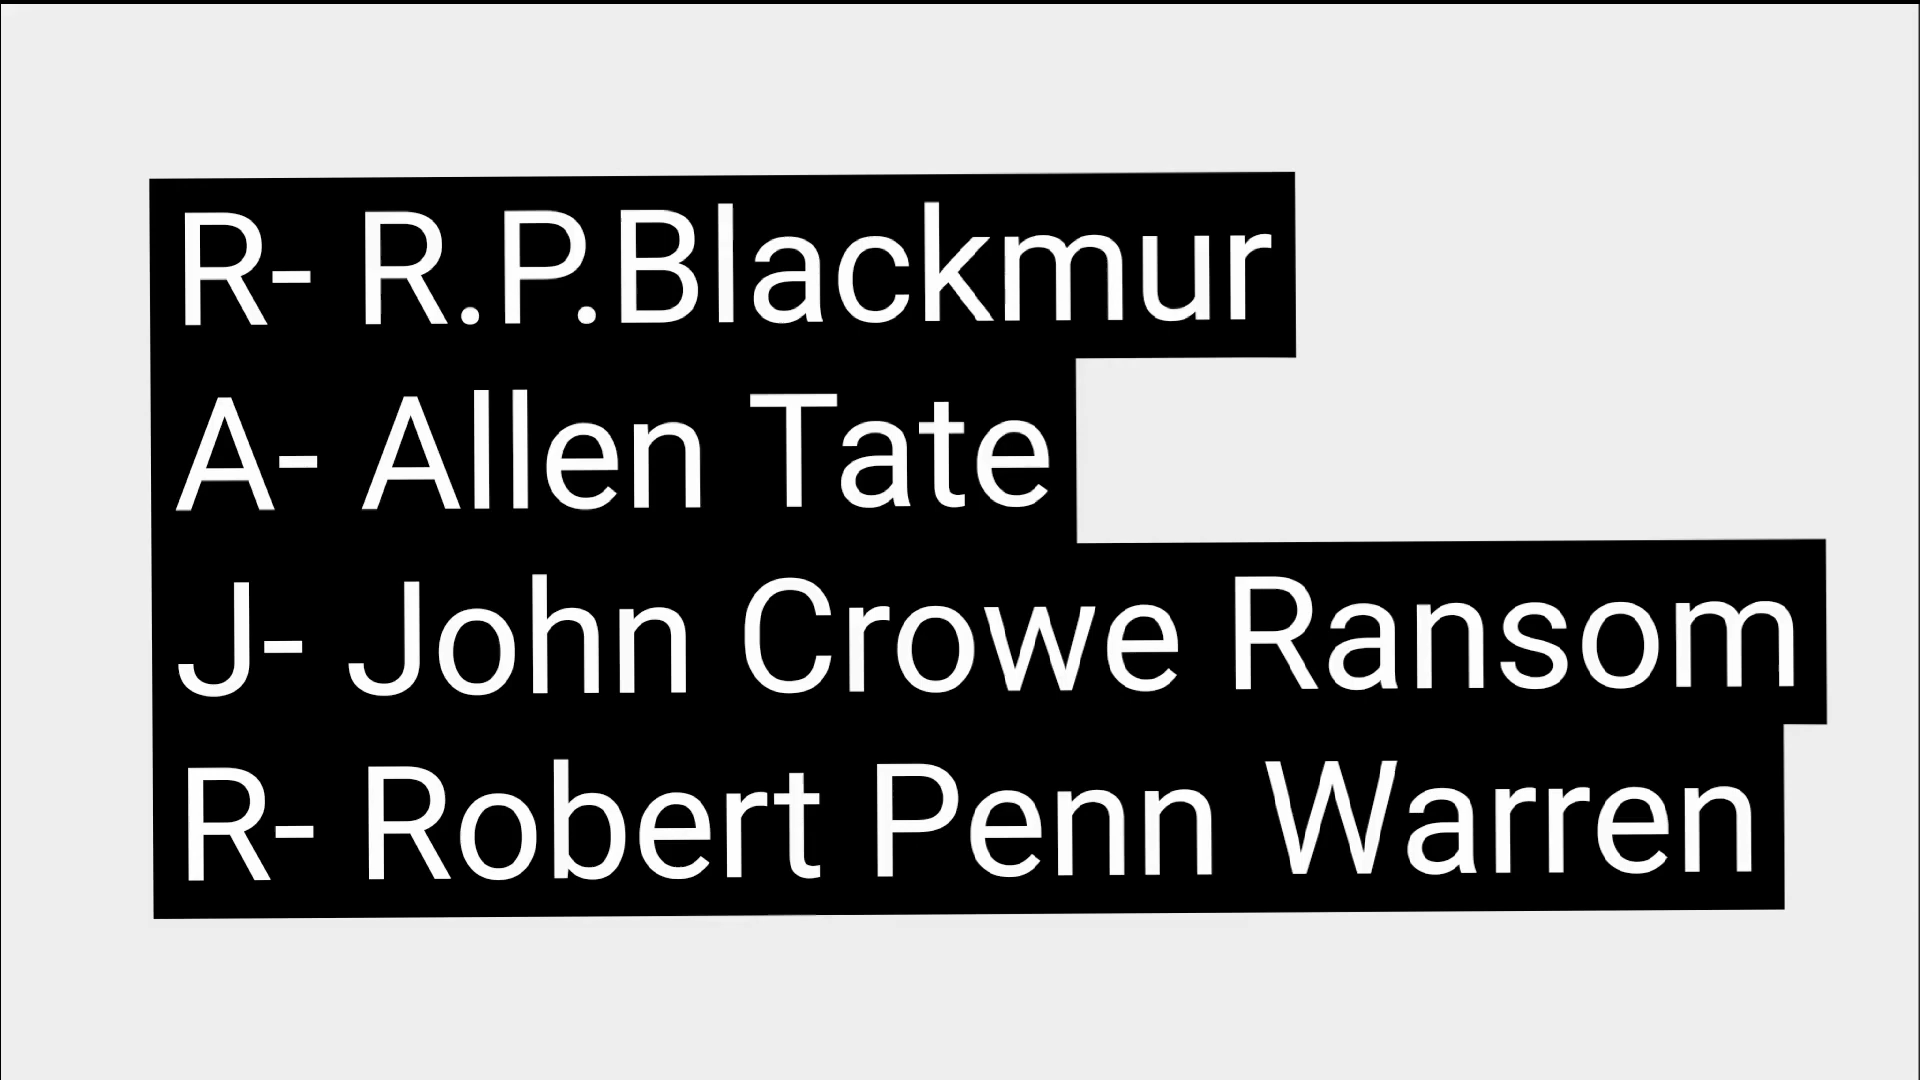 R- R.P.Blackmur
A- Allen Tate
J- John Crowe Ransom
R- Robert Penn Warren